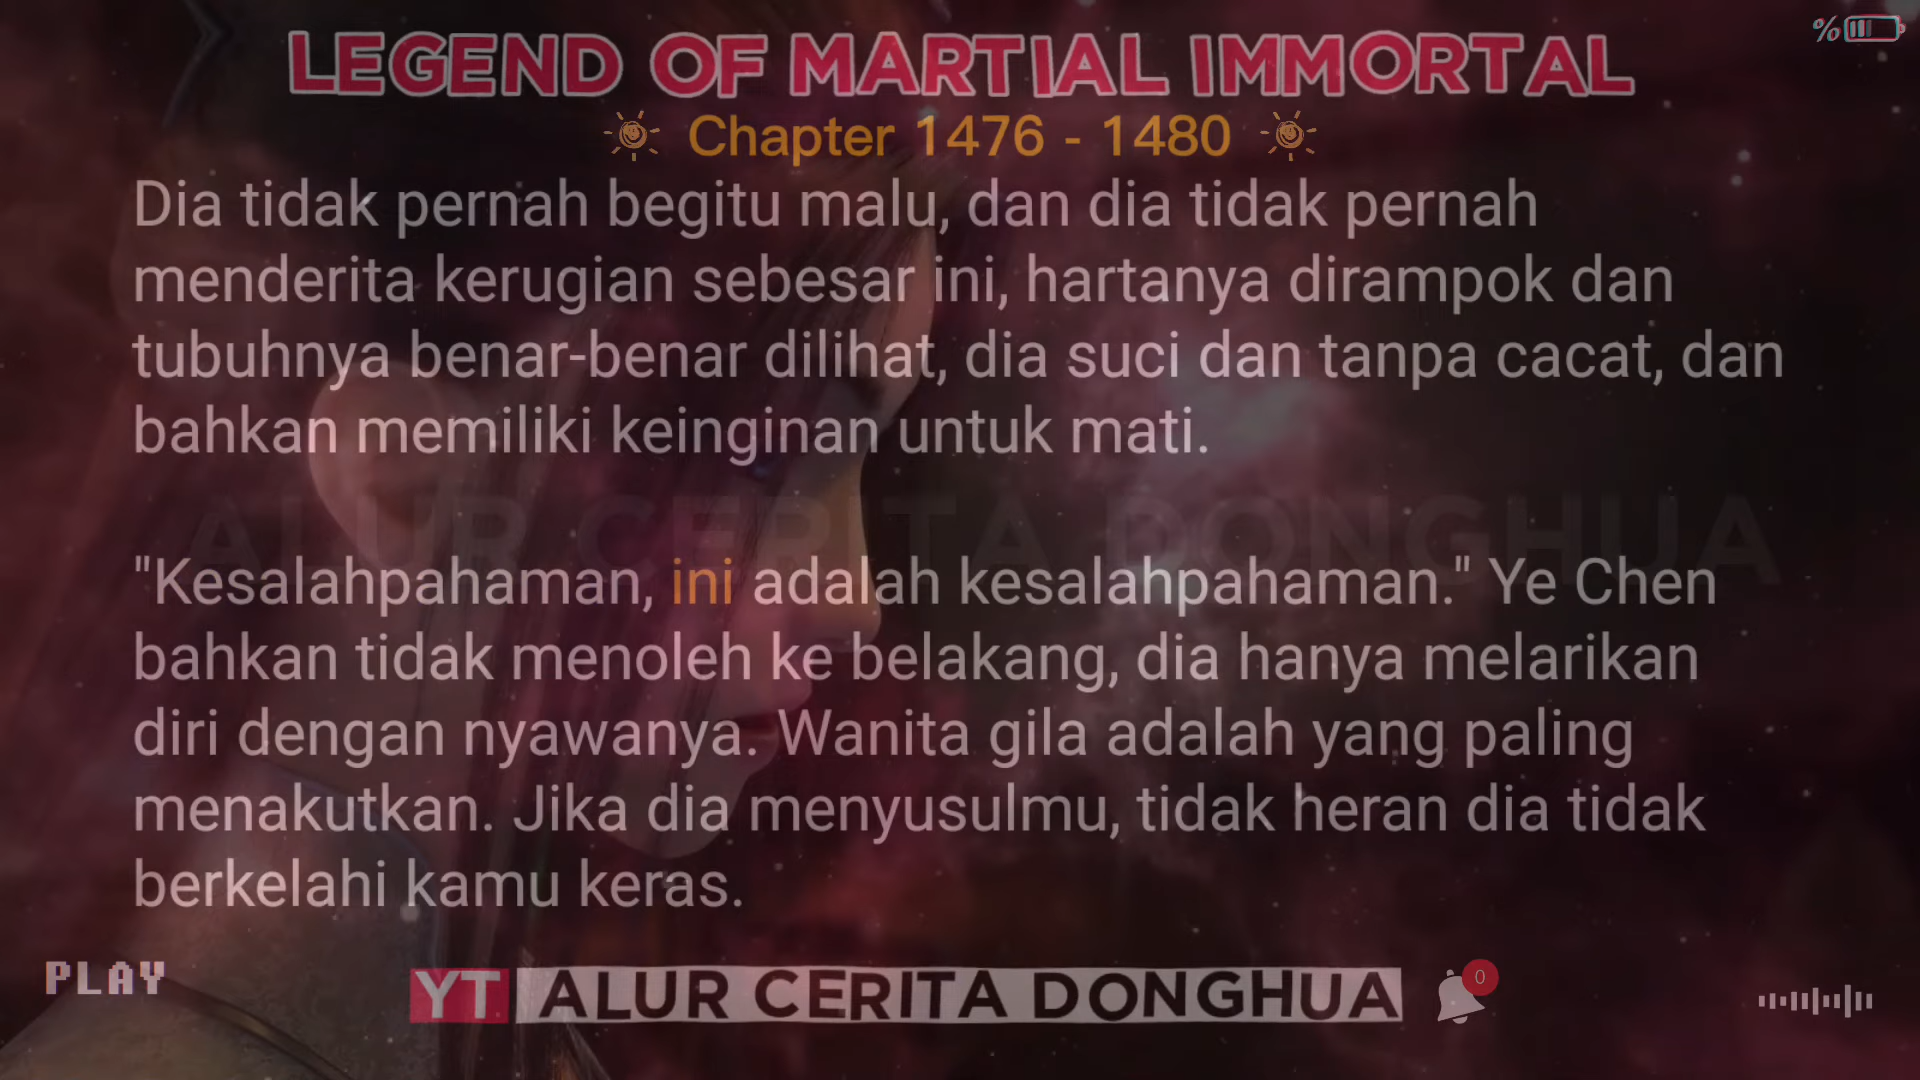 %
LEGEND OF MARTIAL IMMORTAL
Chapter 1476 - 1480
Dia tidak pernah begitu malu, dan dia tidak pernah
menderita kerugian sebesar ini, hartanya dirampok dan
tubuhnya benar-benar dilihat, dia suci dan tanpa cacat, dan
bahkan memiliki keinginan untuk mati.
ALUR CERITA DONGHUA
"Kesalahpahaman, ini adalah kesalahpahaman." Ye Chen
bahkan tidak menoleh ke belakang, dia hanya melarikan
diri dengan nyawanya. Wanita gila adalah yang paling
menakutkan. Jika dia menyusulmu, tidak heran dia tidak
berkelahi kamu keras.
PLAY
YT ALUR CERITA DONGHUA
0